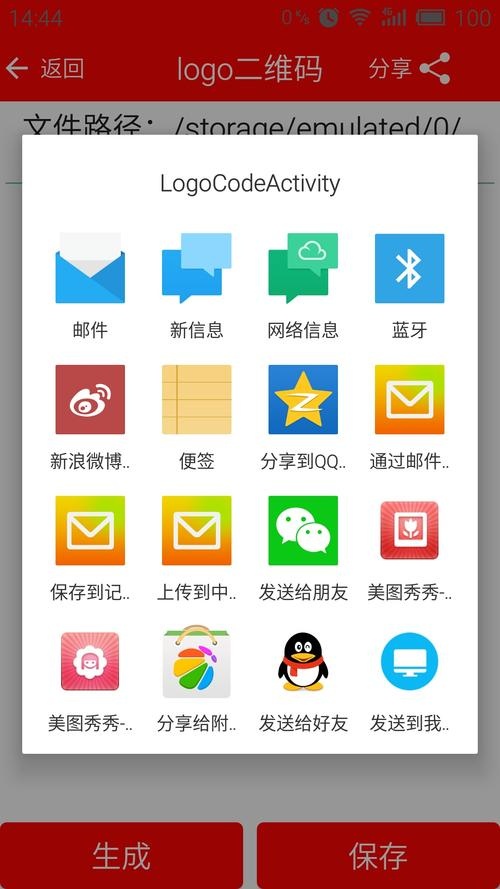 14:44
0 K/s 4G 100
返回
logo二维码
分享
文件路径：/storage/emulated/0/
LogoCodeActivity
邮件
新信息
网络信息
蓝牙
新浪微博..
便签
分享到QQ..
通过邮件..
保存到记..
上传到中..
发送给朋友
美图秀秀-..
美图秀秀-..
分享给附..
发送给好友
发送到我..
生成
保存